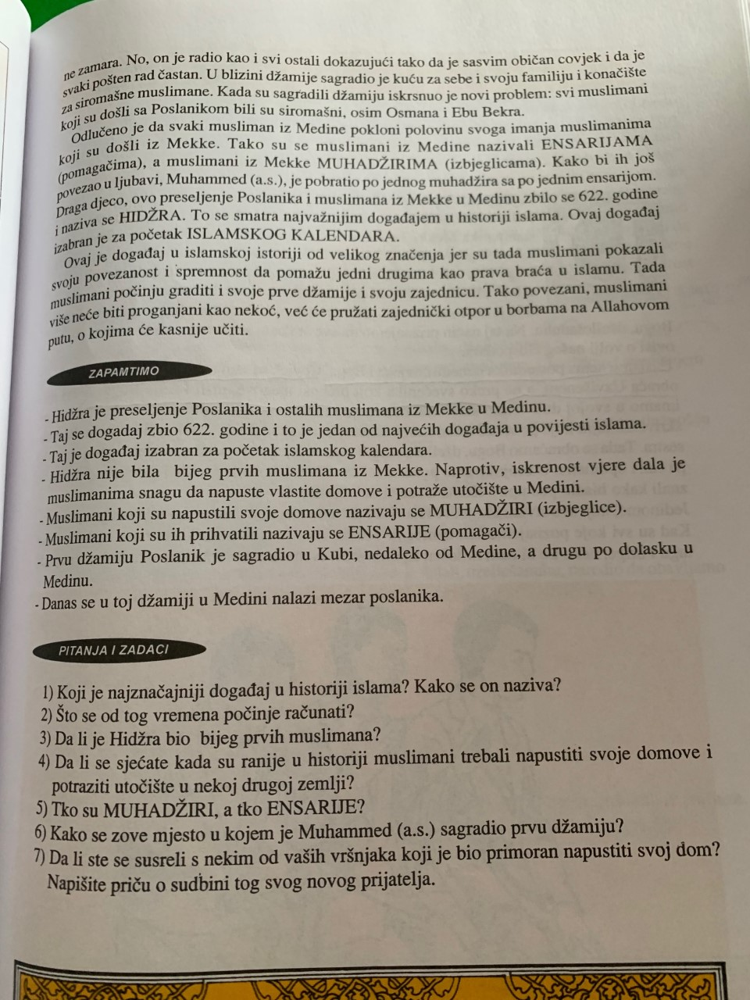 ne zamara. No, on je radio kao i svi ostali dokazujući tako da je sasvim običan covjek i da je
svaki pošten rad častan. U blizini džamije sagradio je kuću za sebe i svoju familiju i konačište
za siromašne muslimane. Kada su sagradili džamiju iskrsnuo je novi problem: svi muslimani
koji su došli sa Poslanikom bili su siromašni, osim Osmana i Ebu Bekra.
Odlučeno je da svaki musliman iz Medine pokloni polovinu svoga imanja muslimanima
koji su došli iz Mekke. Tako su se muslimani iz Medine nazivali ENSARIJAMA
(pomagačima), a muslimani iz Mekke MUHADŽIRIMA (izbjeglicama). Kako bi ih još
povezao u ljubavi, Muhammed (a.s.), je pobratio po jednog muhadžira sa po jednim ensarijom.
Draga djeco, ovo preseljenje Poslanika i muslimana iz Mekke u Medinu zbilo se 622. godine
i naziva se HIDŽRA. To se smatra najvažnijim događajem u historiji islama. Ovaj događaj
izabran je za početak ISLAMSKOG KALENDARA.
Ovaj je događaj u islamskoj istoriji od velikog značenja jer su tada muslimani pokazali
svoju povezanost i spremnost da pomažu jedni drugima kao prava braća u islamu. Tada
muslimani počinju graditi i svoje prve džamije i svoju zajednicu. Tako povezani, muslimani
više neće biti proganjani kao nekoć, već će pružati zajednički otpor u borbama na Allahovom
putu, o kojima će kasnije učiti.
ZAPAMTIMO
- Hidžra je preseljenje Poslanika i ostalih muslimana iz Mekke u Medinu.
- Taj se dogadaj zbio 622. godine i to je jedan od najvećih događaja u povijesti islama.
- Taj je događaj izabran za početak islamskog kalendara.
- Hidžra nije bila bijeg prvih muslimana iz Mekke. Naprotiv, iskrenost vjere dala je
muslimanima snagu da napuste vlastite domove i potraže utočište u Medini.
- Muslimani koji su napustili svoje domove nazivaju se MUHADŽIRI (izbjeglice).
- Muslimani koji su ih prihvatili nazivaju se ENSARIJE (pomagači).
- Prvu džamiju Poslanik je sagradio u Kubi, nedaleko od Medine, a drugu po dolasku u
Medinu.
- Danas se u toj džamiji u Medini nalazi mezar poslanika.
PITANJA I ZADACI
1) Koji je najznačajniji događaj u historiji islama? Kako se on naziva?
2) Što se od tog vremena počinje računati?
3) Da li je Hidžra bio bijeg prvih muslimana?
4) Da li se sjećate kada su ranije u historiji muslimani trebali napustiti svoje domove i
potraziti utočište u nekoj drugoj zemlji?
5) Tko su MUHADŽIRI, a tko ENSARIJE?
6) Kako se zove mjesto u kojem je Muhammed (a.s.) sagradio prvu džamiju?
7) Da li ste se susreli s nekim od vaših vršnjaka koji je bio primoran napustiti svoj dom?
Napišite priču o sudbini tog svog novog prijatelja.